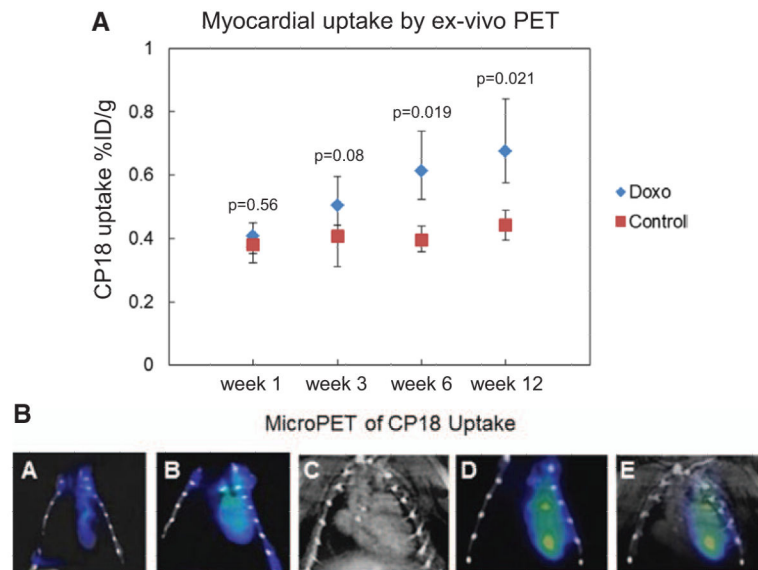 A
Myocardial uptake by ex-vivo PET
CP18 uptake %ID/g
1
0.8
0.6
0.4
0.2
0
p=0.56
p=0.08
p=0.019
p=0.021
Doxo
Control
week 1
week 3
week 6
week 12
B
MicroPET of CP18 Uptake
A
B
C
D
E